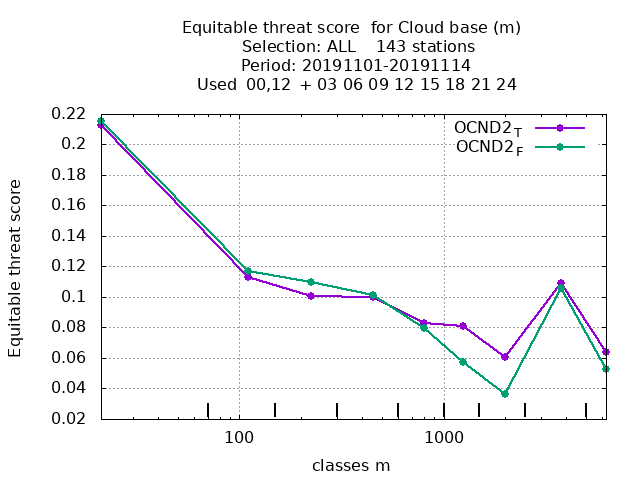 Equitable threat score for Cloud base (m)
Selection: ALL 143 stations
Period: 20191101-20191114
Used 00,12 + 03 06 09 12 15 18 21 24
OCND2_T
OCND2_F
Equitable threat score
0.22
0.2
0.18
0.16
0.14
0.12
0.1
0.08
0.06
0.04
0.02
100 1000
classes m